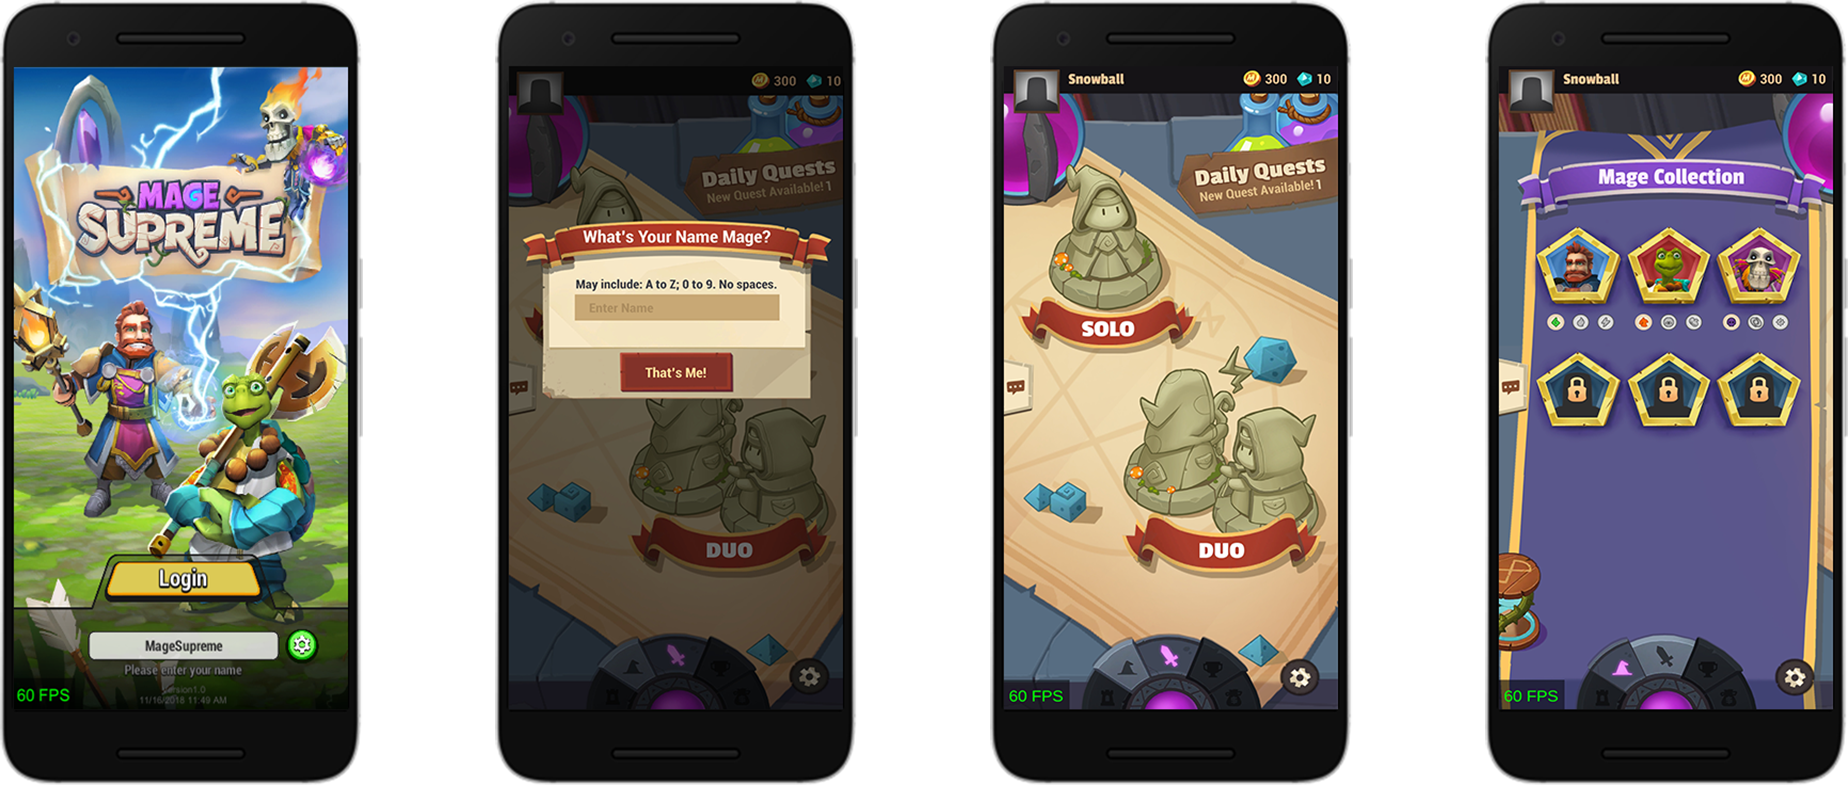 MAGE
SUPREME
Login
MageSupreme
Please enter your name
Version1.0
11/16/2018 11:49 AM
60 FPS
300
10
Daily Quests
New Quest Available! 1
What's Your Name Mage?
May include: A to Z; 0 to 9. No spaces.
Enter Name
That's Me!
DUO
Snowball
300
10
Daily Quests
New Quest Available! 1
SOLO
DUO
60 FPS
Snowball
300
10
Mage Collection
60 FPS